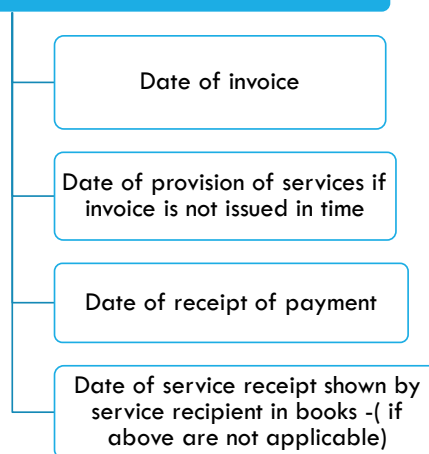 Date of invoice
Date of provision of services if
invoice is not issued in time
Date of receipt of payment
Date of service receipt shown by
service recipient in books -( if
above are not applicable)